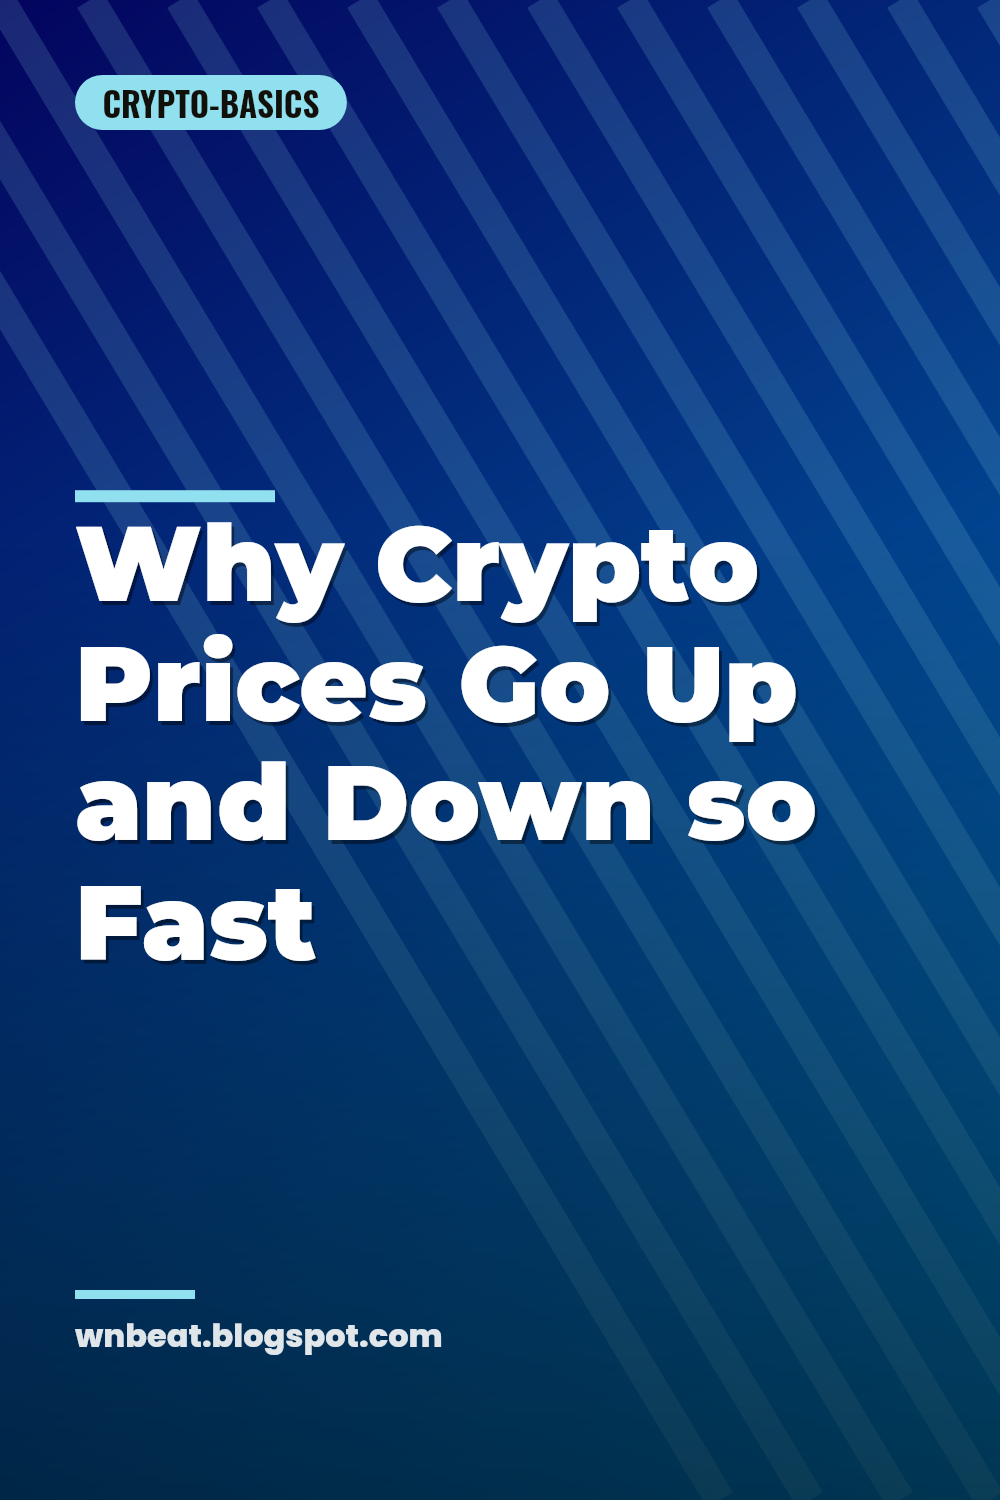 CRYPTO-BASICS
Why Crypto
Prices Go Up
and Down so
Fast
wnbeat.blogspot.com